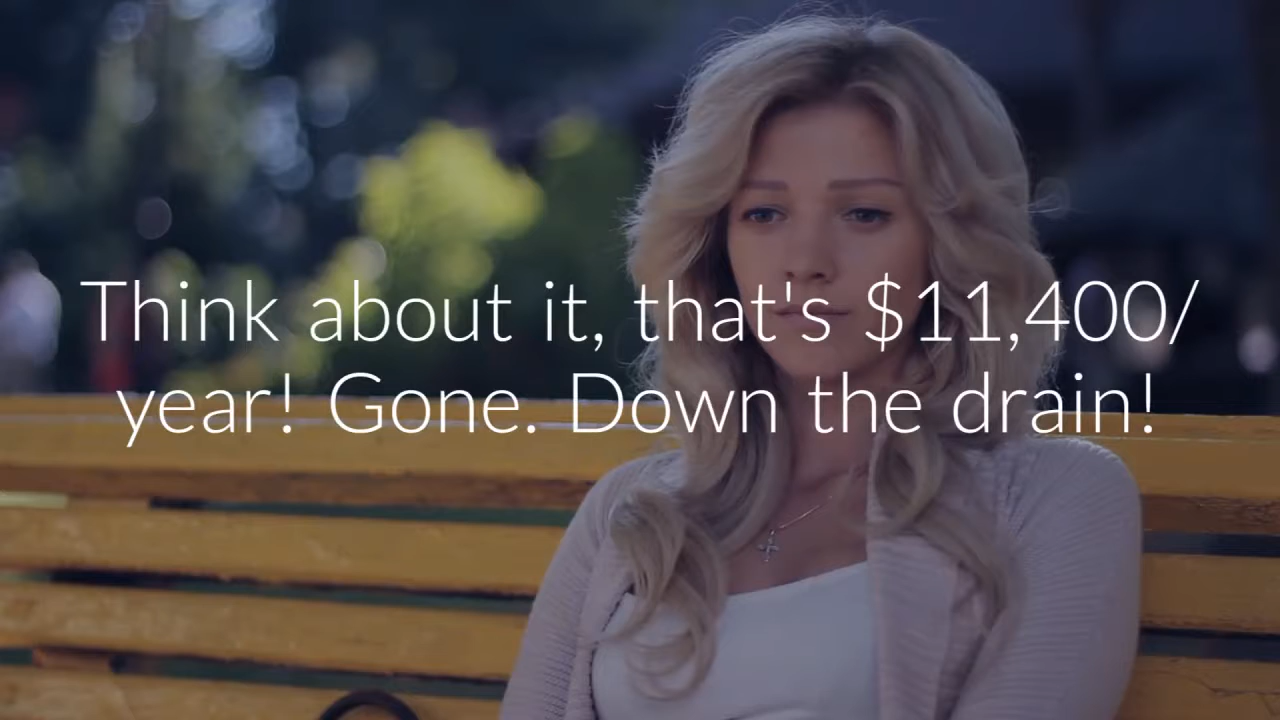 Think about it, that's $11,400/
year! Gone. Down the drain!